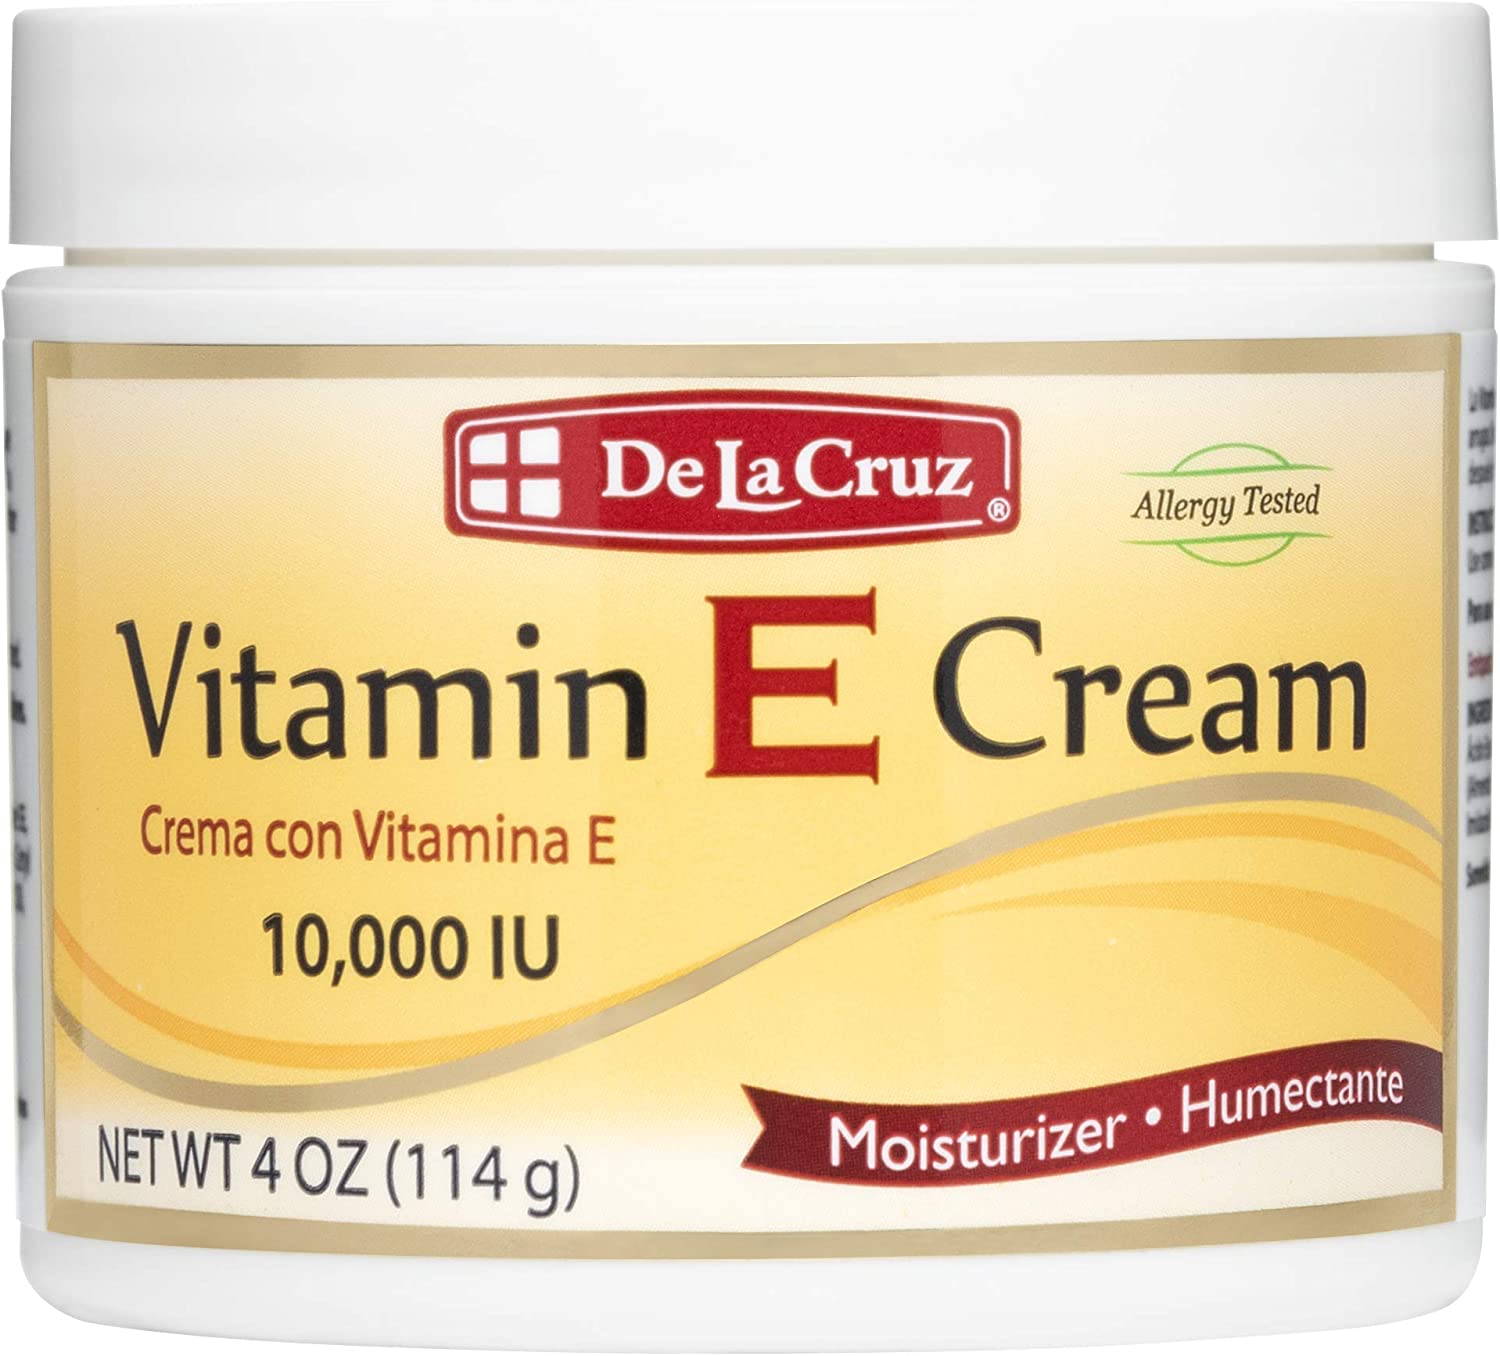 De La Cruz ®
Allergy Tested
Vitamin E Cream
Crema con Vitamina E
10,000 IU
Moisturizer • Humectante
NET WT 4 OZ (114 g)